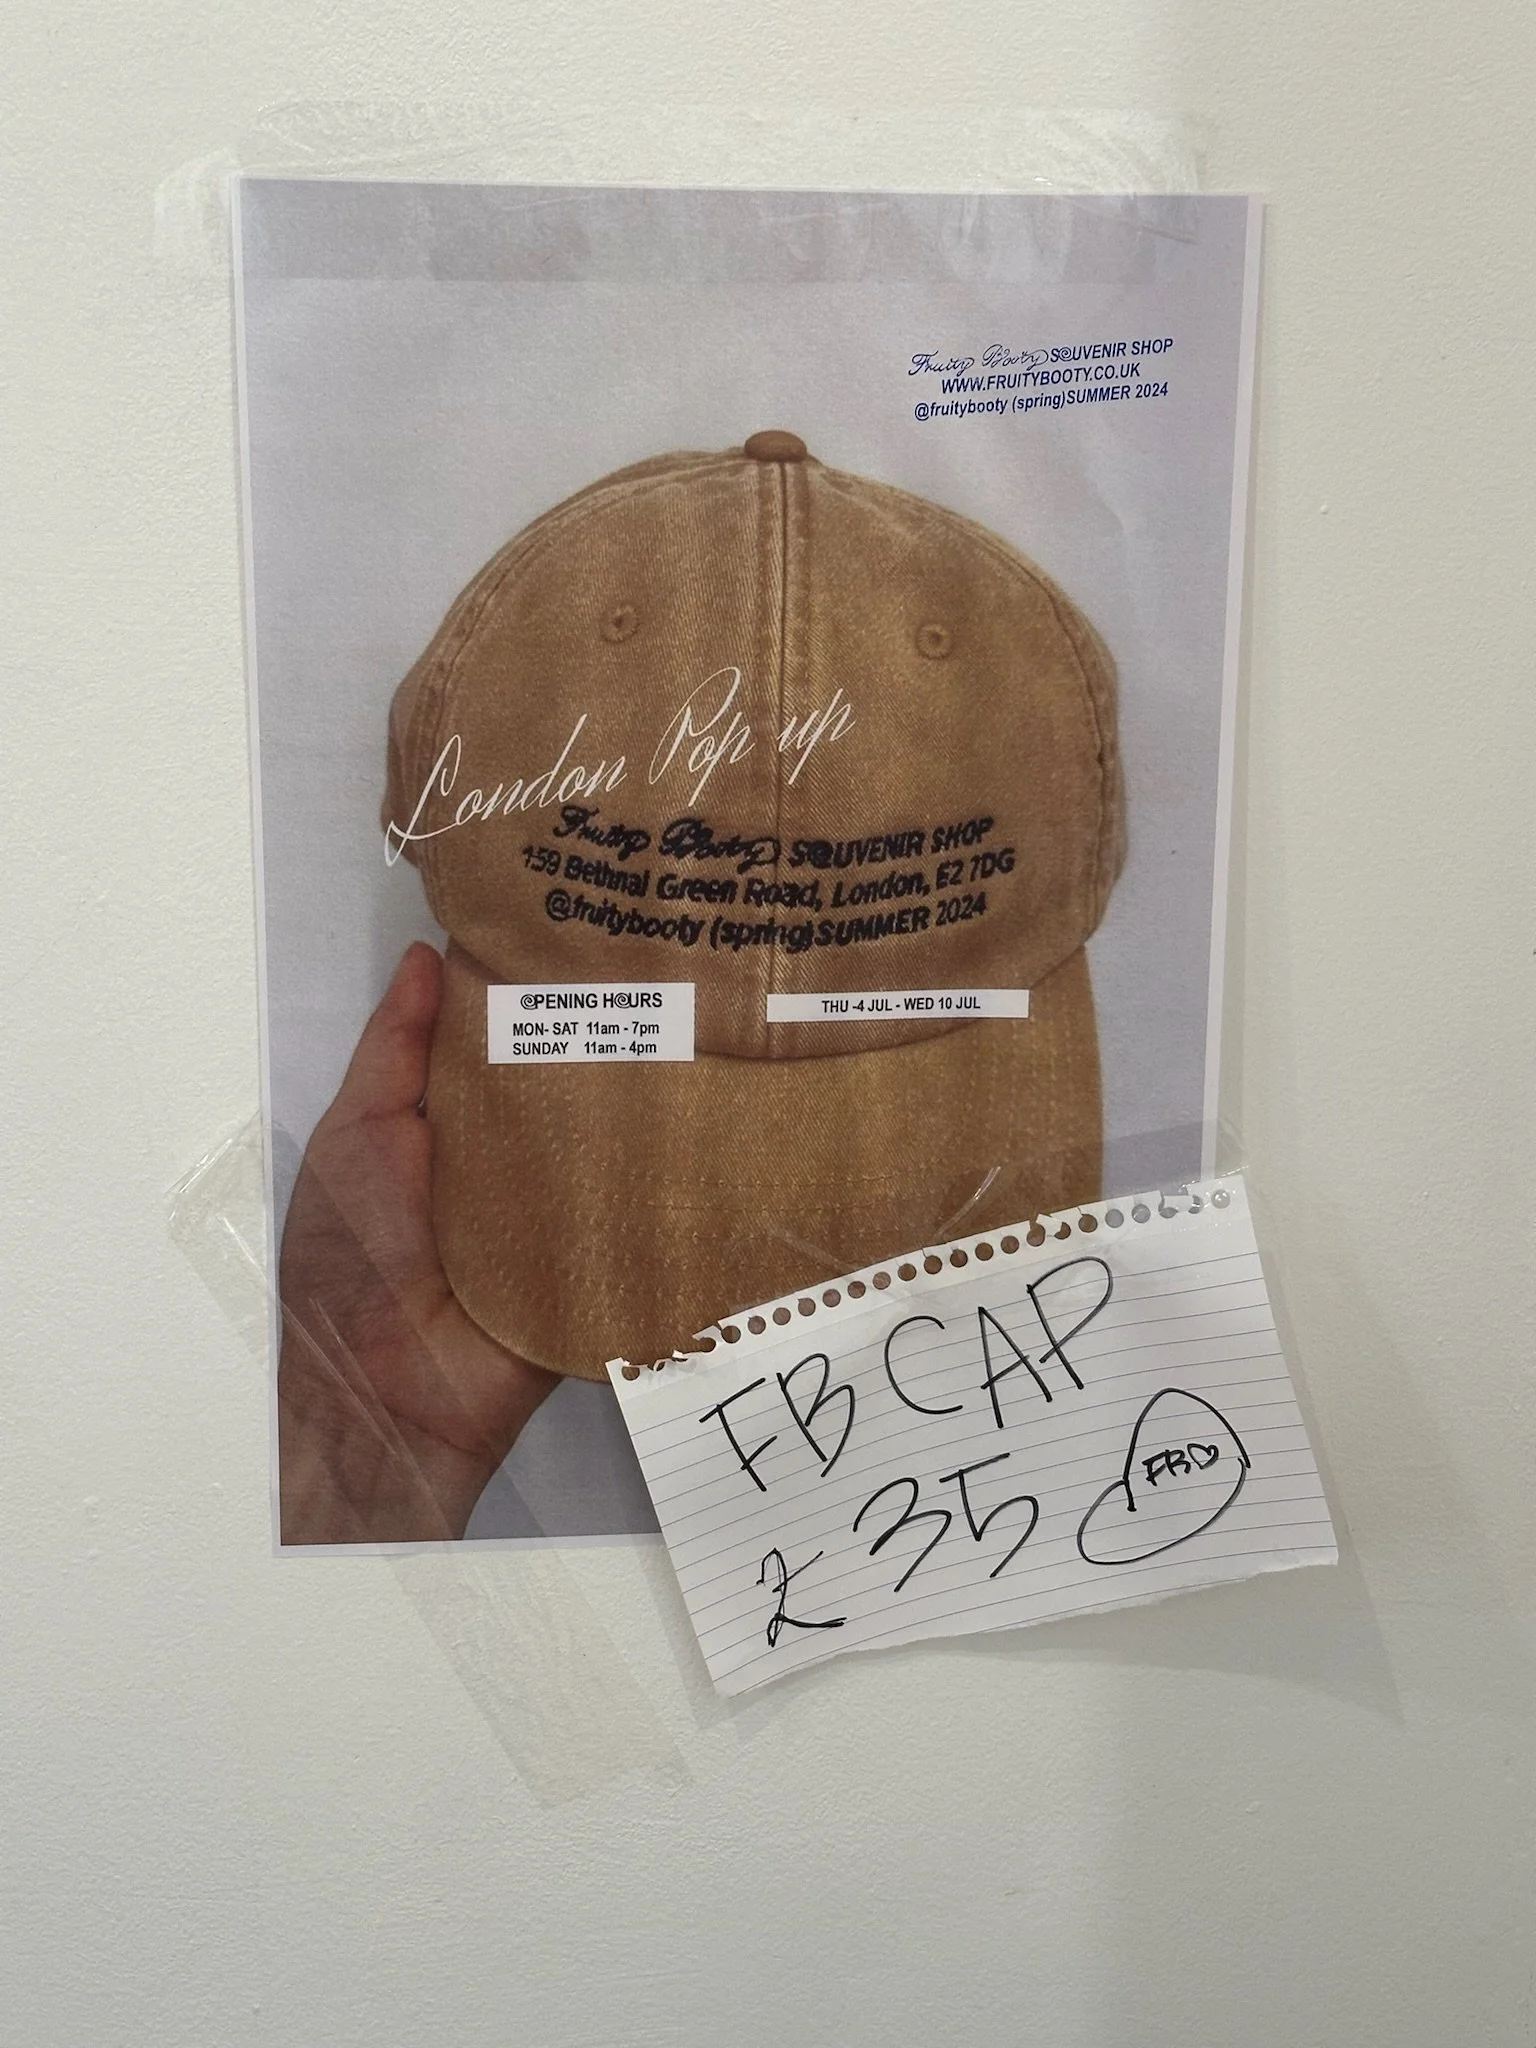 Fruity Booty SOUVENIR SHOP
WWW.FRUITYBOOTY.CO.UK
@fruitybooty (spring)SUMMER 2024
London Pop up
Fruity Booty SOUVENIR SHOP
159 Bethnal Green Road, London, E2 7DG
@fruitybooty (spring)SUMMER 2024
OPENING HOURS
MON- SAT 11am - 7pm
SUNDAY 11am - 4pm
THU -4 JUL - WED 10 JUL
FB CAP
£35
FB♡